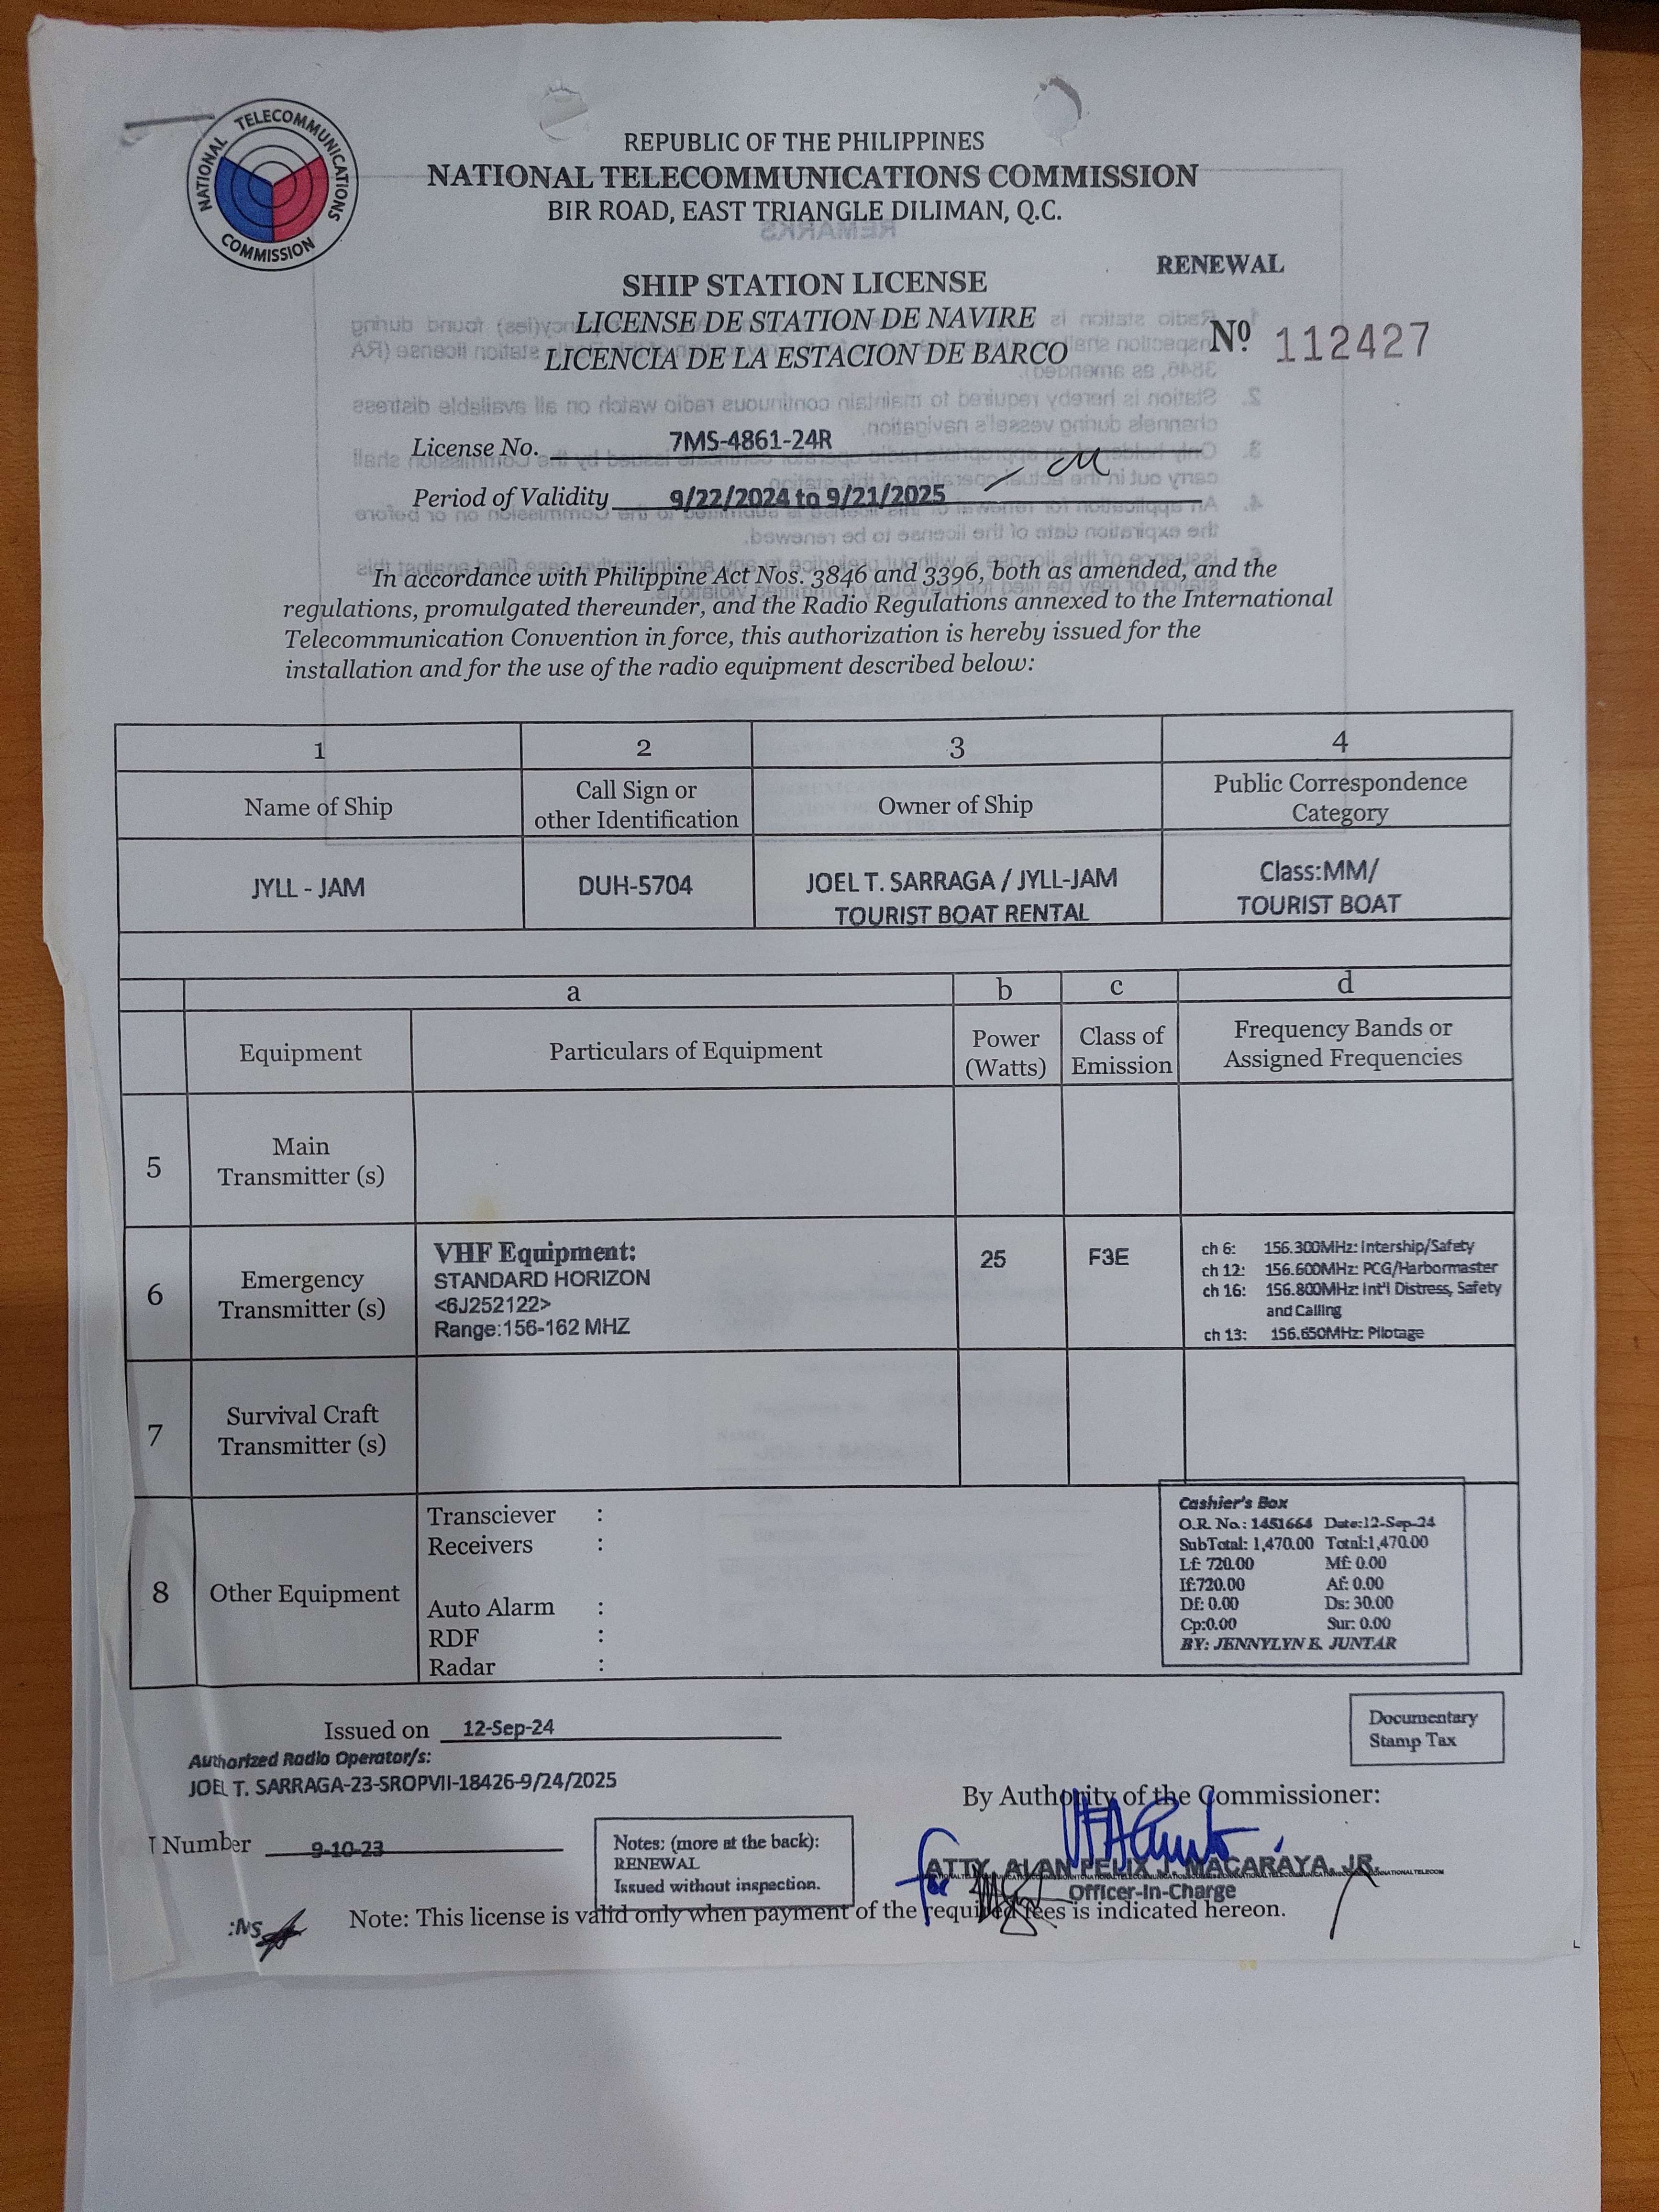 NATIONAL TELECOMMUNICATIONS COMMISSION
REPUBLIC OF THE PHILIPPINES
NATIONAL TELECOMMUNICATIONS COMMISSION
BIR ROAD, EAST TRIANGLE DILIMAN, Q.C.
RENEWAL
SHIP STATION LICENSE
LICENSE DE STATION DE NAVIRE
LICENCIA DE LA ESTACION DE BARCO
Nº 112427
License No. 7MS-4861-24R
Period of Validity 9/22/2024 to 9/21/2025
In accordance with Philippine Act Nos. 3846 and 3396, both as amended, and the
regulations, promulgated thereunder, and the Radio Regulations annexed to the International
Telecommunication Convention in force, this authorization is hereby issued for the
installation and for the use of the radio equipment described below:
1 2 3 4
Name of Ship
Call Sign or
other Identification
Owner of Ship
Public Correspondence
Category
JYLL - JAM
DUH-5704
JOEL T. SARRAGA / JYLL-JAM
TOURIST BOAT RENTAL
Class:MM/
TOURIST BOAT
a b c d
Equipment
Particulars of Equipment
Power
(Watts)
Class of
Emission
Frequency Bands or
Assigned Frequencies
5
Main
Transmitter (s)
6
Emergency
Transmitter (s)
VHF Equipment:
STANDARD HORIZON
<6J252122>
Range:156-162 MHZ
25
F3E
ch 6: 156.300MHz: Intership/Safety
ch 12: 156.600MHz: PCG/Harbormaster
ch 16: 156.800MHz: Int'l Distress, Safety
and Calling
ch 13: 156.650MHz: Pilotage
7
Survival Craft
Transmitter (s)
8
Other Equipment
Transciever :
Receivers :
Auto Alarm :
RDF :
Radar :
Cashier's Box
O.R. No.: 1451664 Date:12-Sep-24
SubTotal: 1,470.00 Total:1,470.00
Lf: 720.00 Mf: 0.00
If:720.00 Af: 0.00
Df: 0.00 Ds: 30.00
Cp:0.00 Sur: 0.00
BY: JENNYLYN E. JUNTAR
Issued on 12-Sep-24
Documentary
Stamp Tax
Authorized Radio Operator/s:
JOEL T. SARRAGA-23-SROPVII-18426-9/24/2025
By Authority of the Commissioner:
Number 9-10-23
Notes: (more at the back):
RENEWAL
Issued without inspection.
for
ATTY. ALAN FELIX J. MACARAYA, JR.
Officer-In-Charge
Note: This license is valid only when payment of the required fees is indicated hereon.
:NS